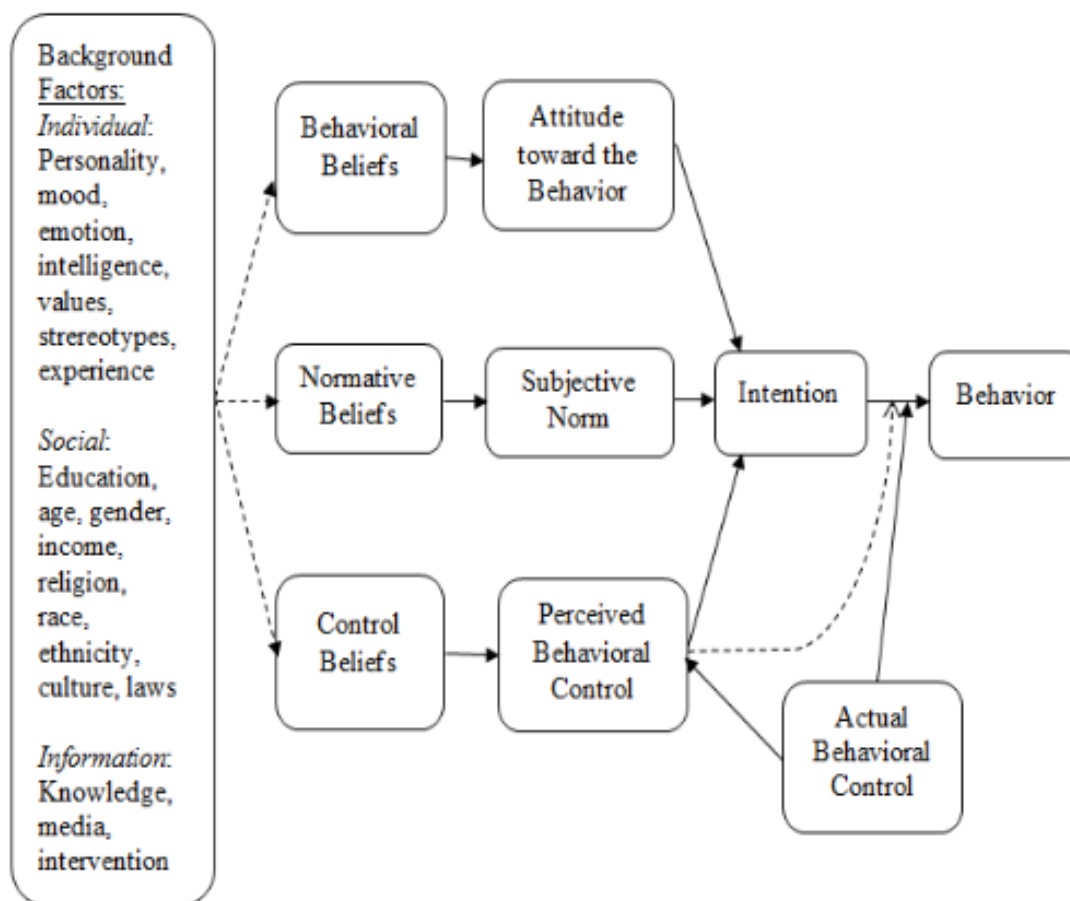 Background
Factors:
Individual:
Personality,
mood,
emotion,
intelligence,
values,
strereotypes,
experience
Social:
Education,
age, gender,
income,
religion,
race,
ethnicity,
culture, laws
Information:
Knowledge,
media,
intervention
Behavioral
Beliefs
Attitude
toward the
Behavior
Normative
Beliefs
Subjective
Norm
Intention
Behavior
Control
Beliefs
Perceived
Behavioral
Control
Actual
Behavioral
Control